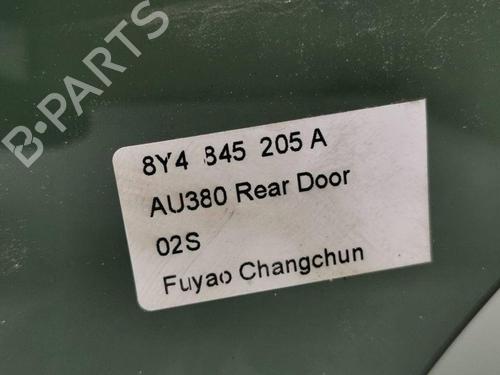 B-PARTS
8Y4 845 205 A
AU380 Rear Door
02S
Fuyao Changchun